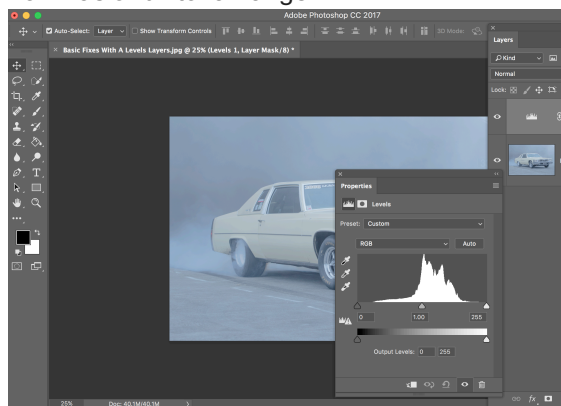 Adobe Photoshop CC 2017
Auto-Select: Layer Show Transform Controls 3D Mode:
× Basic Fixes With A Levels Layers.jpg @ 25% (Levels 1, Layer Mask/8) *
Layers
Kind
Normal
Lock:
Properties
Levels
Preset: Custom
RGB Auto
0 1.00 255
Output Levels: 0 255
25% Doc: 40.1M/40.1M
fx